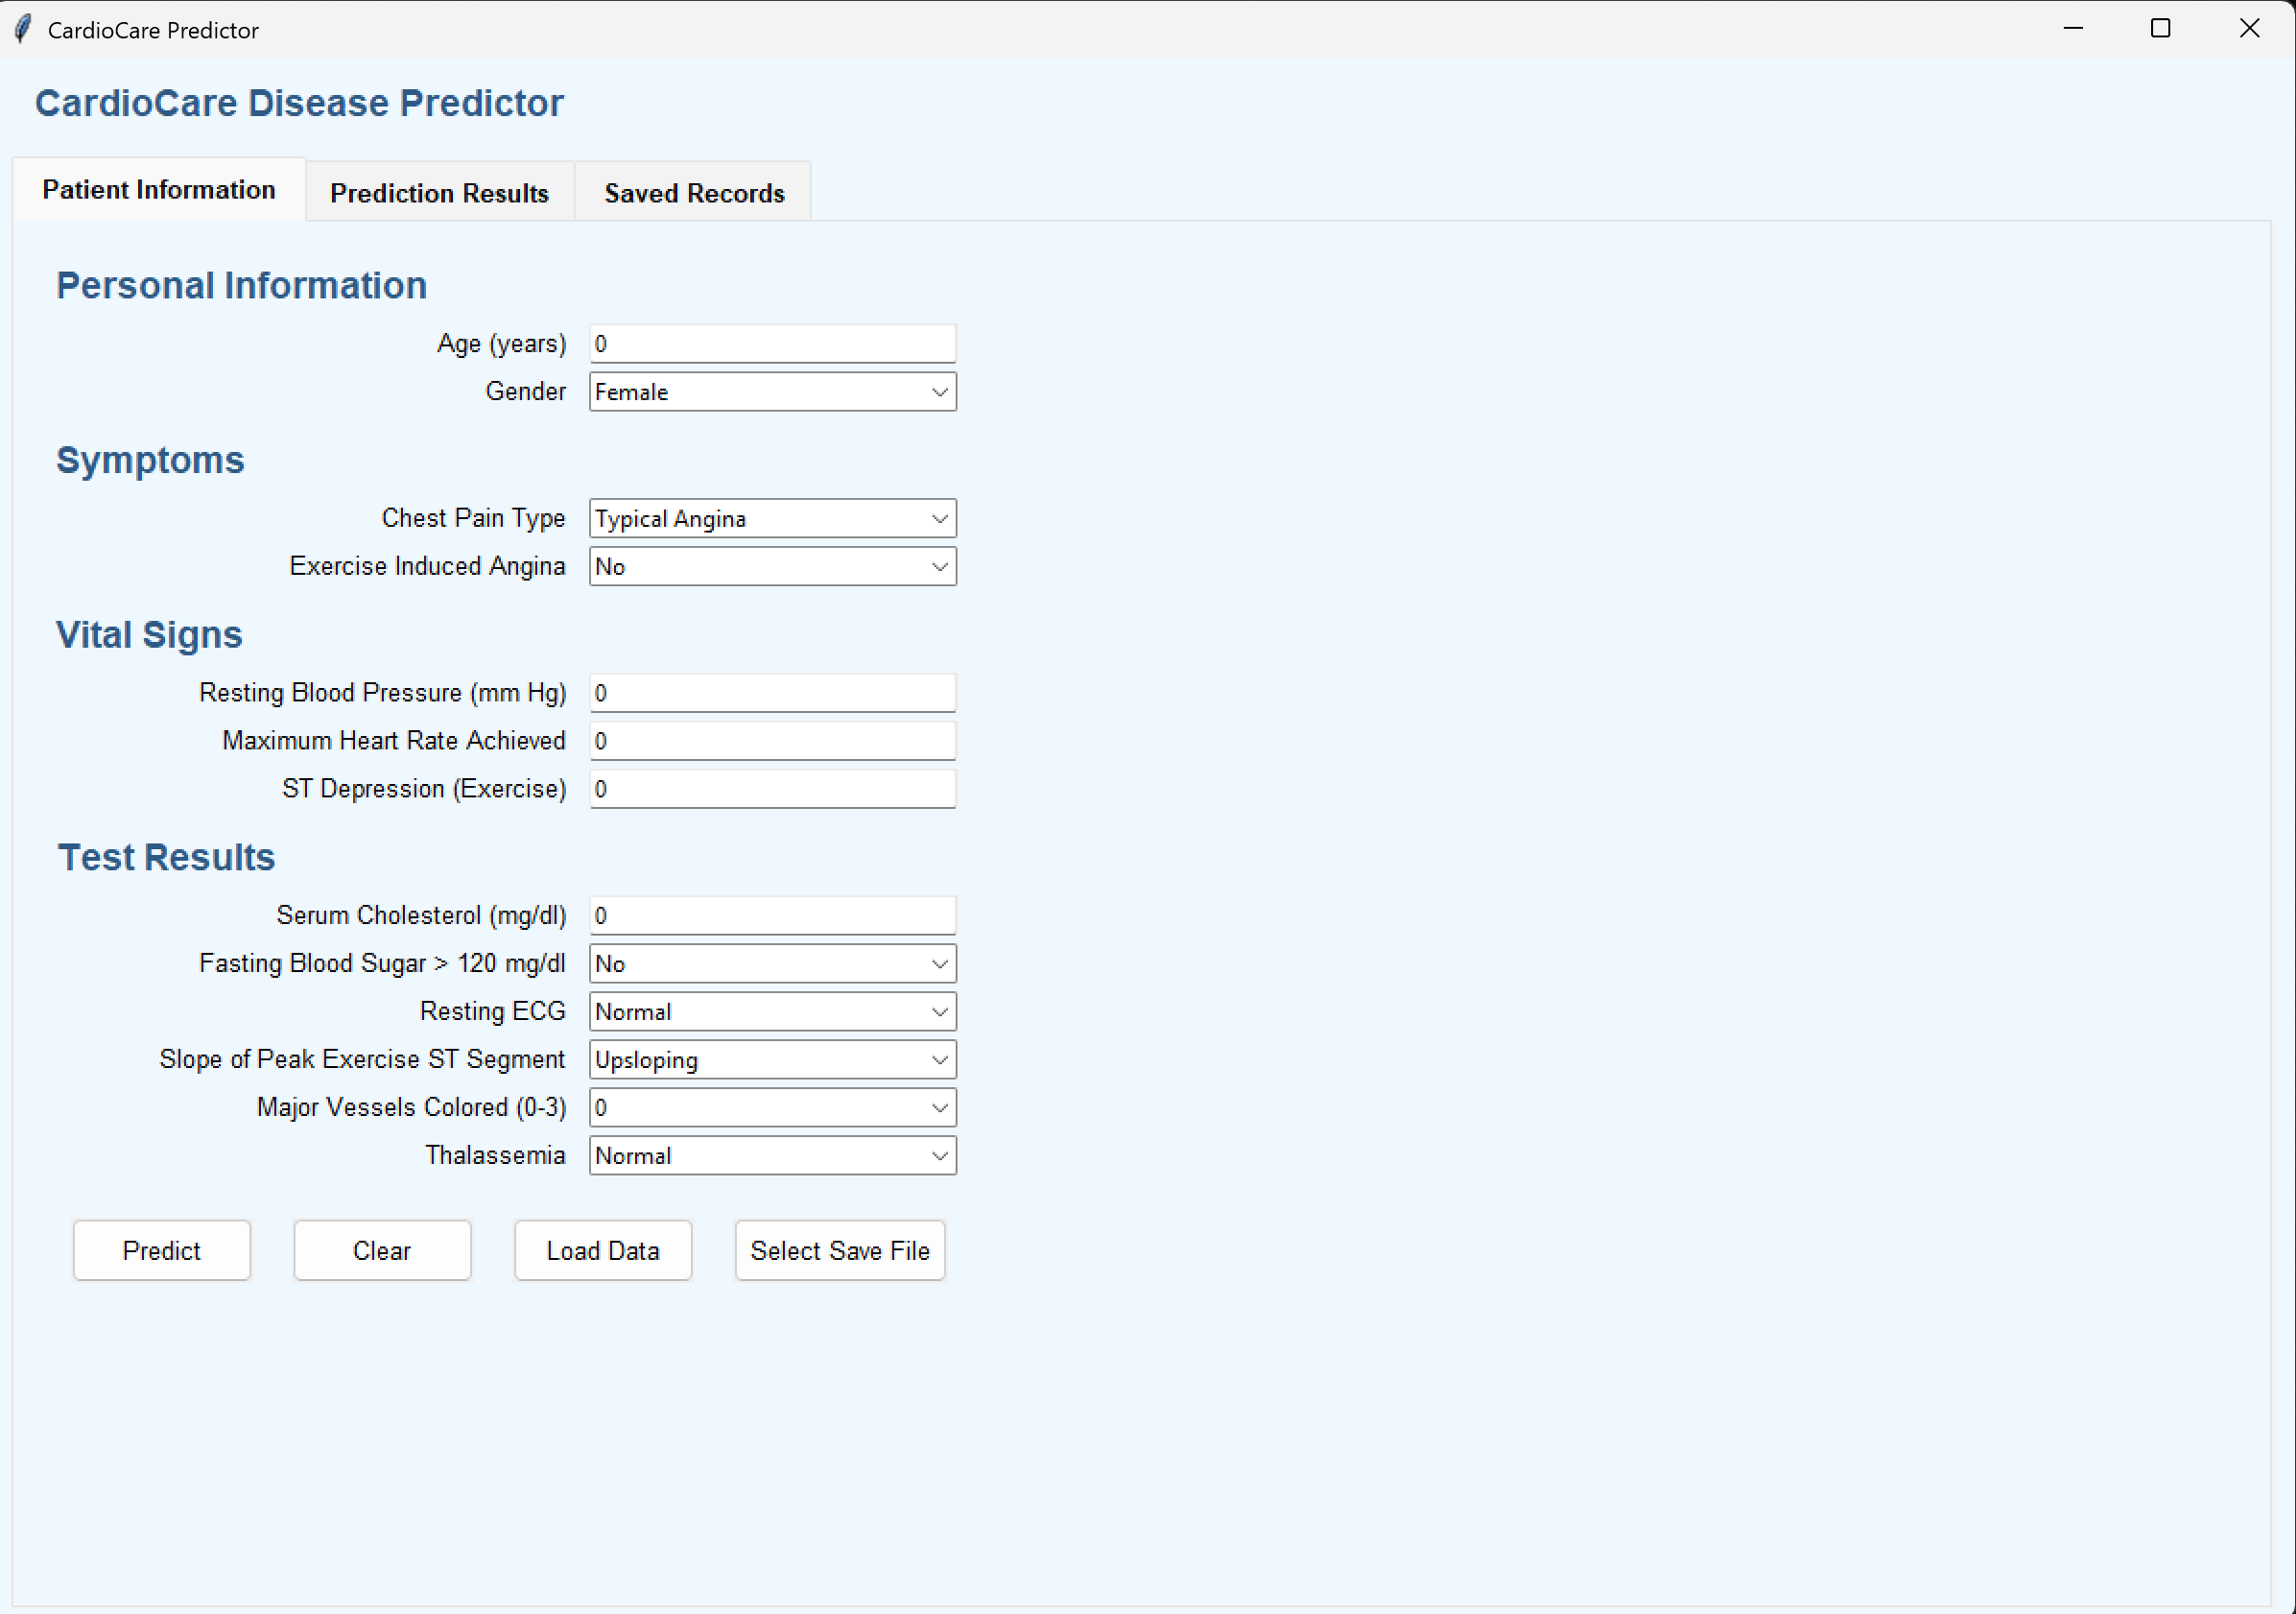 CardioCare Predictor
CardioCare Disease Predictor
Patient Information Prediction Results Saved Records
Personal Information
Age (years) 0
Gender Female
Symptoms
Chest Pain Type Typical Angina
Exercise Induced Angina No
Vital Signs
Resting Blood Pressure (mm Hg) 0
Maximum Heart Rate Achieved 0
ST Depression (Exercise) 0
Test Results
Serum Cholesterol (mg/dl) 0
Fasting Blood Sugar > 120 mg/dl No
Resting ECG Normal
Slope of Peak Exercise ST Segment Upsloping
Major Vessels Colored (0-3) 0
Thalassemia Normal
Predict Clear Load Data Select Save File